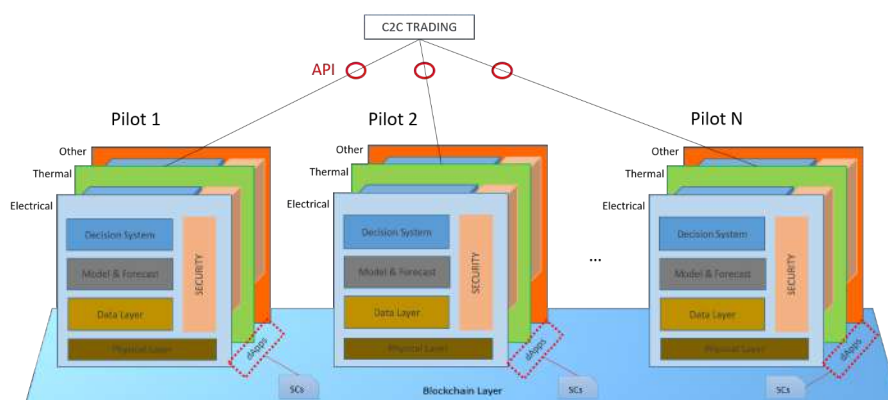 C2C TRADING
API
Pilot 1
Pilot 2
Pilot N
Other
Thermal
Electrical
Decision System
Model & Forecast
Data Layer
Physical Layer
SECURITY
dApps
SCs
Other
Thermal
Electrical
Decision System
Model & Forecast
Data Layer
Physical Layer
SECURITY
dApps
SCs
...
Other
Thermal
Electrical
Decision System
Model & Forecast
Data Layer
Physical Layer
SECURITY
dApps
SCs
Blockchain Layer